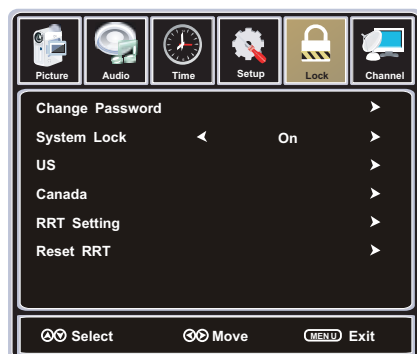 Picture Audio Time Setup Lock Channel
Change Password
System Lock On
US
Canada
RRT Setting
Reset RRT
Select Move MENU Exit